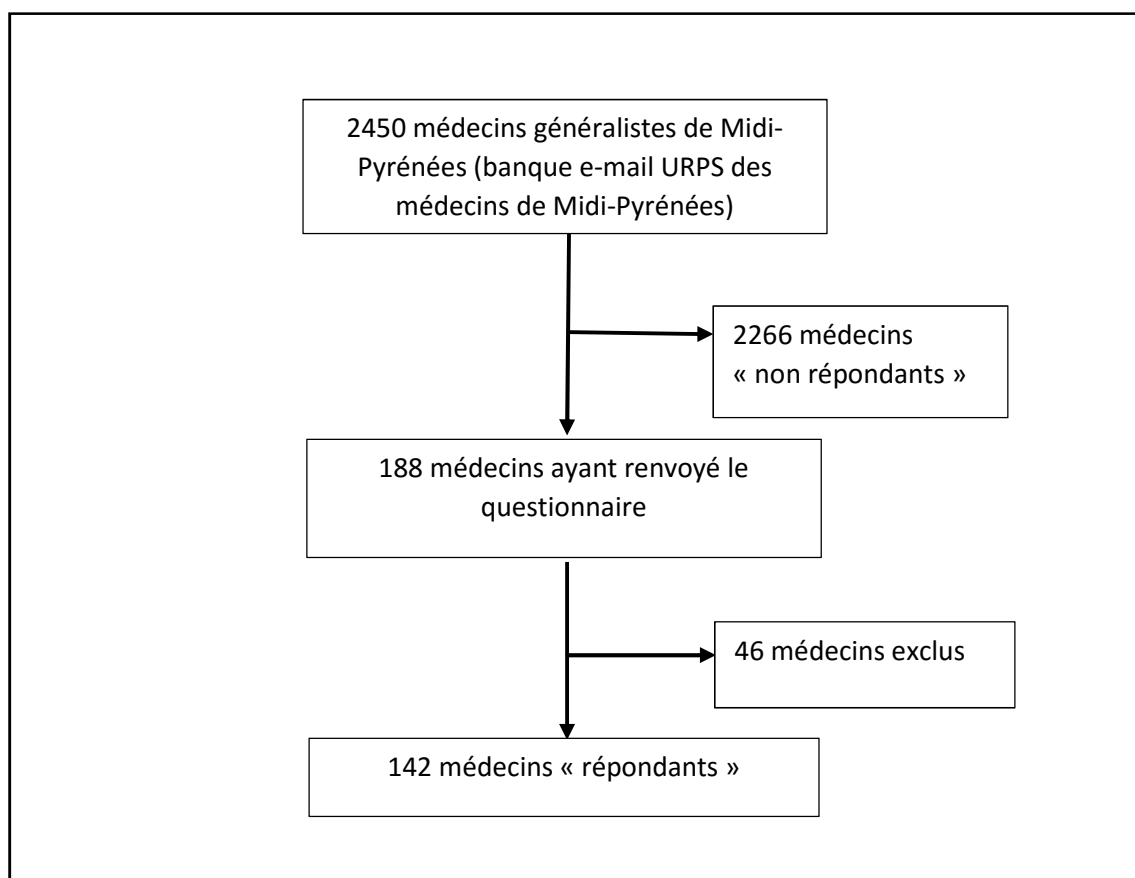 2450 médecins généralistes de Midi-
Pyrénées (banque e-mail URPS des
médecins de Midi-Pyrénées)
2266 médecins
« non répondants »
188 médecins ayant renvoyé le
questionnaire
46 médecins exclus
142 médecins « répondants »